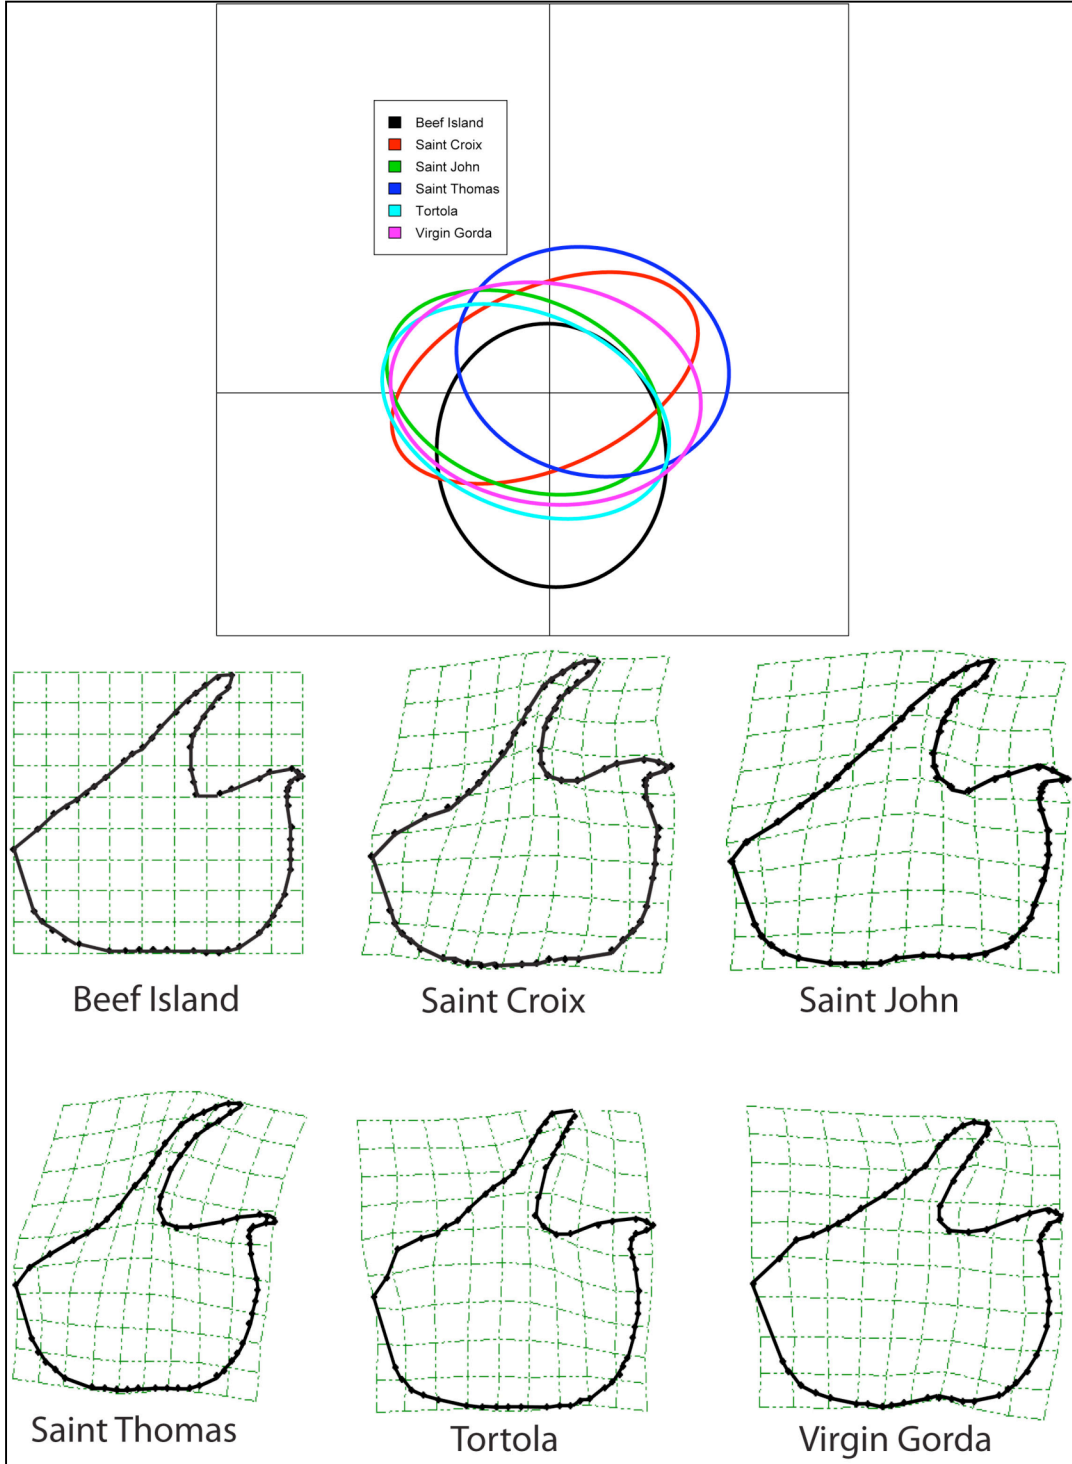 Beef Island
Saint Croix
Saint John
Saint Thomas
Tortola
Virgin Gorda
Beef Island
Saint Croix
Saint John
Saint Thomas
Tortola
Virgin Gorda